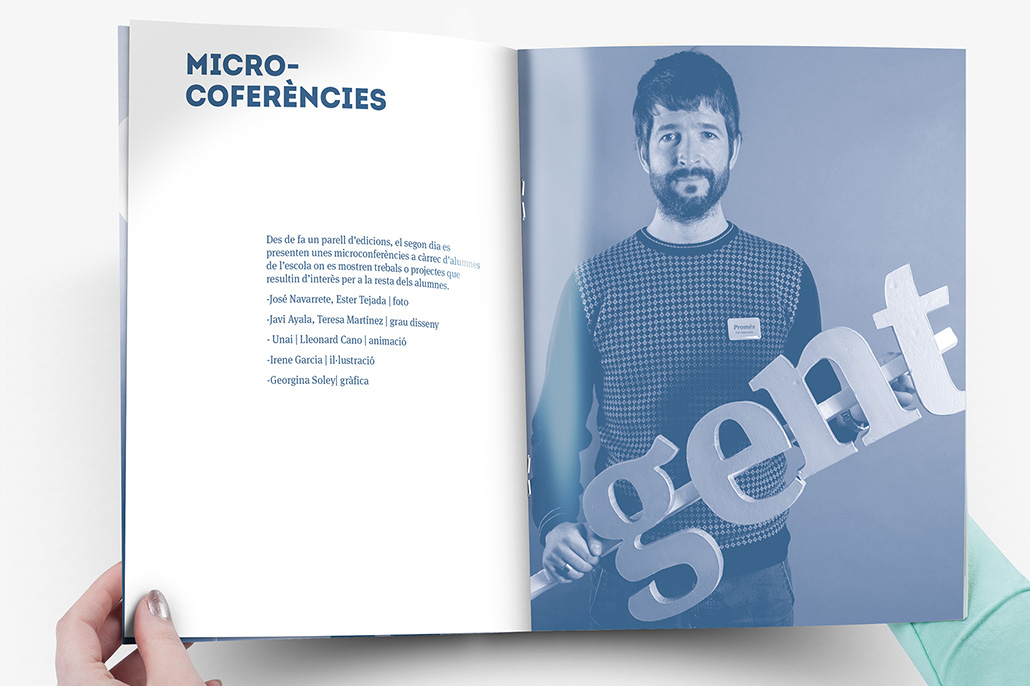 MICRO-
COFERÈNCIES
Des de fa un parell d'edicions, el segon dia es
presenten unes microconferències a càrrec d'alumnes
de l'escola on es mostren trebals o projectes que
resultin d'interès per a la resta dels alumnes.
-José Navarrete, Ester Tejada | foto
-Javi Ayala, Teresa Martínez | grau disseny
- Unai | Lleonard Cano | animació
-Irene Garcia | il·lustració
-Georgina Soley| gràfica
Promés
gent